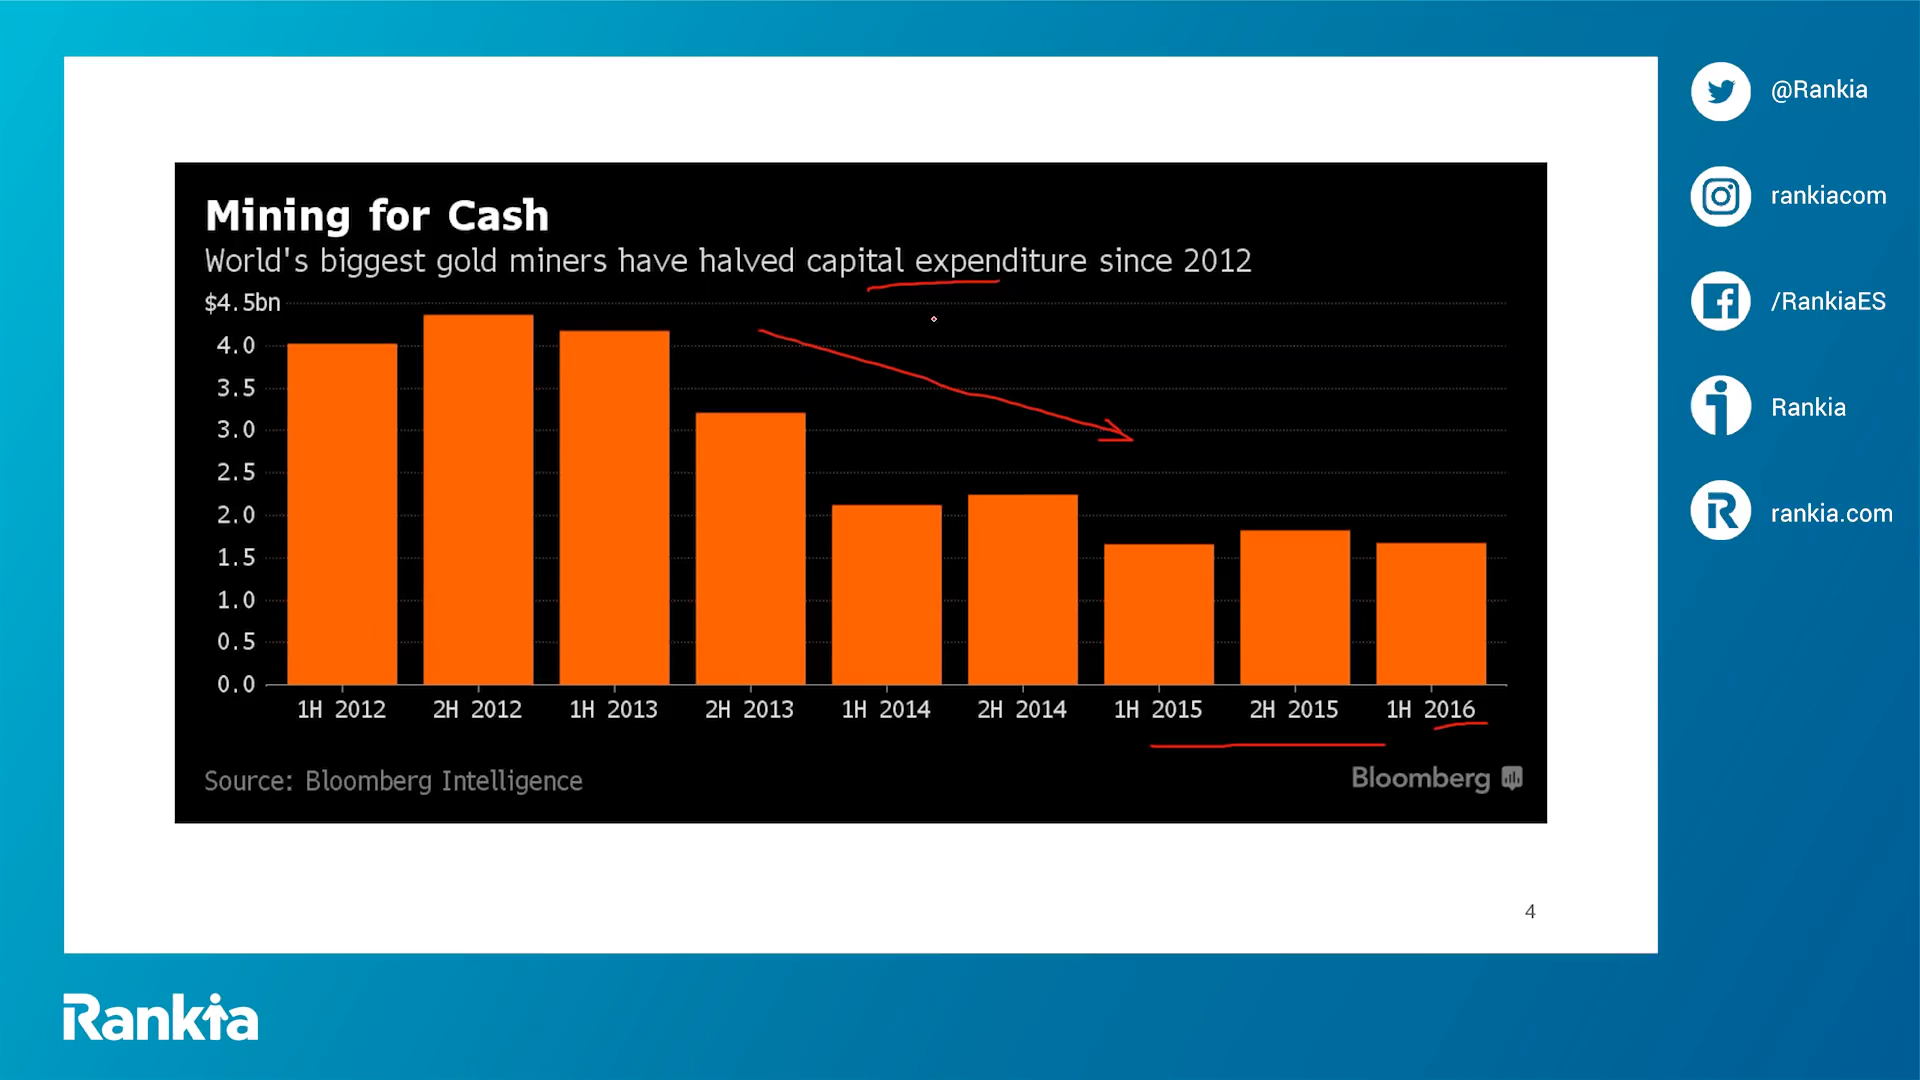 Mining for Cash
World's biggest gold miners have halved capital expenditure since 2012
$4.5bn
4.0
3.5
3.0
2.5
2.0
1.5
1.0
0.5
0.0
1H 2012 2H 2012 1H 2013 2H 2013 1H 2014 2H 2014 1H 2015 2H 2015 1H 2016
Source: Bloomberg Intelligence
Bloomberg
4
@Rankia
rankiacom
/RankiaES
Rankia
rankia.com
Rankia